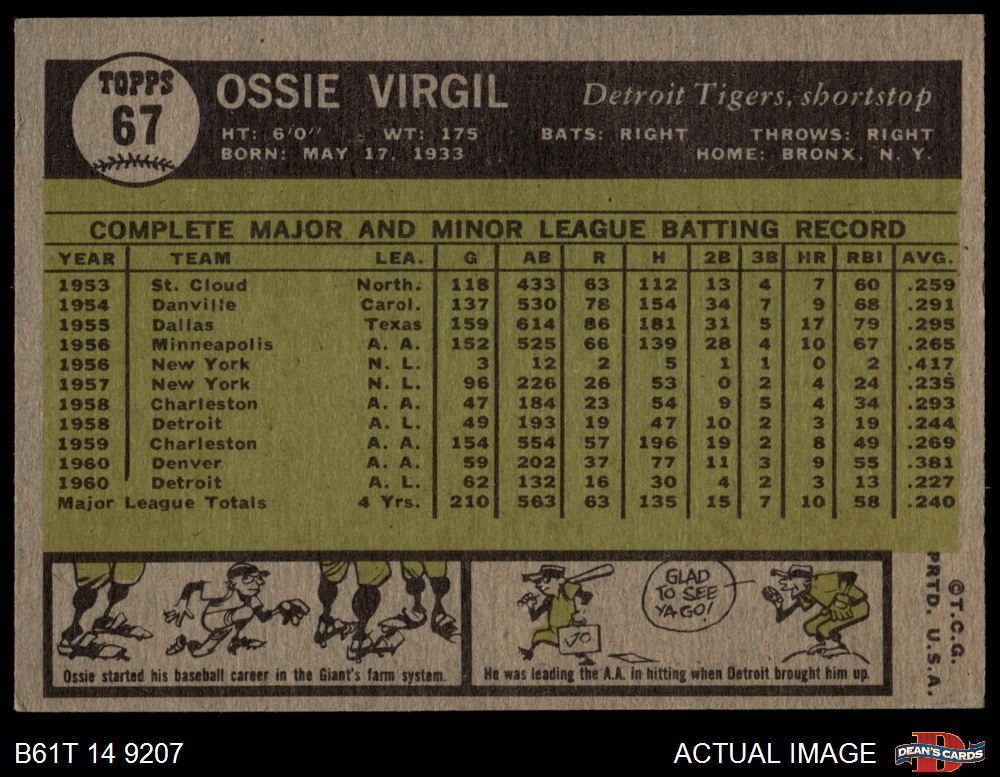 TOPPS
67
OSSIE VIRGIL
Detroit Tigers, shortstop
HT: 6'0" WT: 175 BATS: RIGHT THROWS: RIGHT
BORN: MAY 17, 1933 HOME: BRONX, N. Y.
COMPLETE MAJOR AND MINOR LEAGUE BATTING RECORD
YEAR TEAM LEA. G AB R H 2B 3B HR RBI AVG.
1953 St. Cloud North. 118 433 63 112 13 4 7 60 .259
1954 Danville Carol. 137 530 78 154 34 7 9 68 .291
1955 Dallas Texas 159 614 86 181 31 5 17 79 .295
1956 Minneapolis A. A. 152 525 66 139 28 4 10 67 .265
1956 New York N. L. 3 12 2 5 1 1 0 2 .417
1957 New York N. L. 96 226 26 53 0 2 4 24 .235
1958 Charleston A. A. 47 184 23 54 9 5 4 34 .293
1958 Detroit A. L. 49 193 19 47 10 2 3 19 .244
1959 Charleston A. A. 154 554 57 196 19 2 8 49 .269
1960 Denver A. A. 59 202 37 77 11 3 9 55 .381
1960 Detroit A. L. 62 132 16 30 4 2 3 13 .227
Major League Totals 4 Yrs. 210 563 63 135 15 7 10 58 .240
Ossie started his baseball career in the Giant's farm system.
GLAD
TO SEE
YA GO!
He was leading the A.A. in hitting when Detroit brought him up
©T.C.G.
PRTD. U.S.A.
B61T 14 9207
ACTUAL IMAGE
D
DEAN'S CARDS